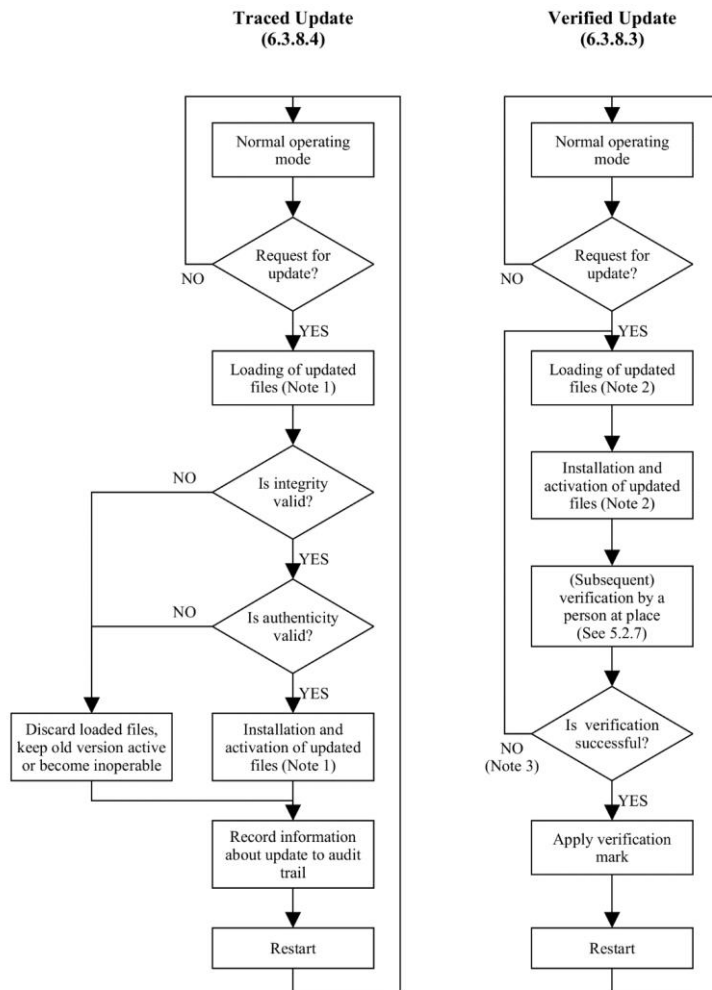 Traced Update
(6.3.8.4)
Normal operating
mode
Request for
update?
NO
YES
Loading of updated
files (Note 1)
NO
Is integrity
valid?
YES
NO
Is authenticity
valid?
YES
Discard loaded files,
keep old version active
or become inoperable
Installation and
activation of updated
files (Note 1)
Record information
about update to audit
trail
Restart
Verified Update
(6.3.8.3)
Normal operating
mode
Request for
update?
NO
YES
Loading of updated
files (Note 2)
Installation and
activation of updated
files (Note 2)
(Subsequent)
verification by a
person at place
(See 5.2.7)
Is verification
successful?
NO
(Note 3)
YES
Apply verification
mark
Restart